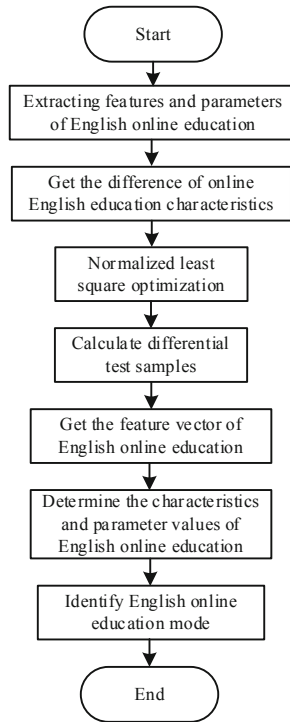 Start
Extracting features and parameters
of English online education
Get the difference of online
English education characteristics
Normalized least
square optimization
Calculate differential
test samples
Get the feature vector of
English online education
Determine the characteristics
and parameter values of
English online education
Identify English online
education mode
End